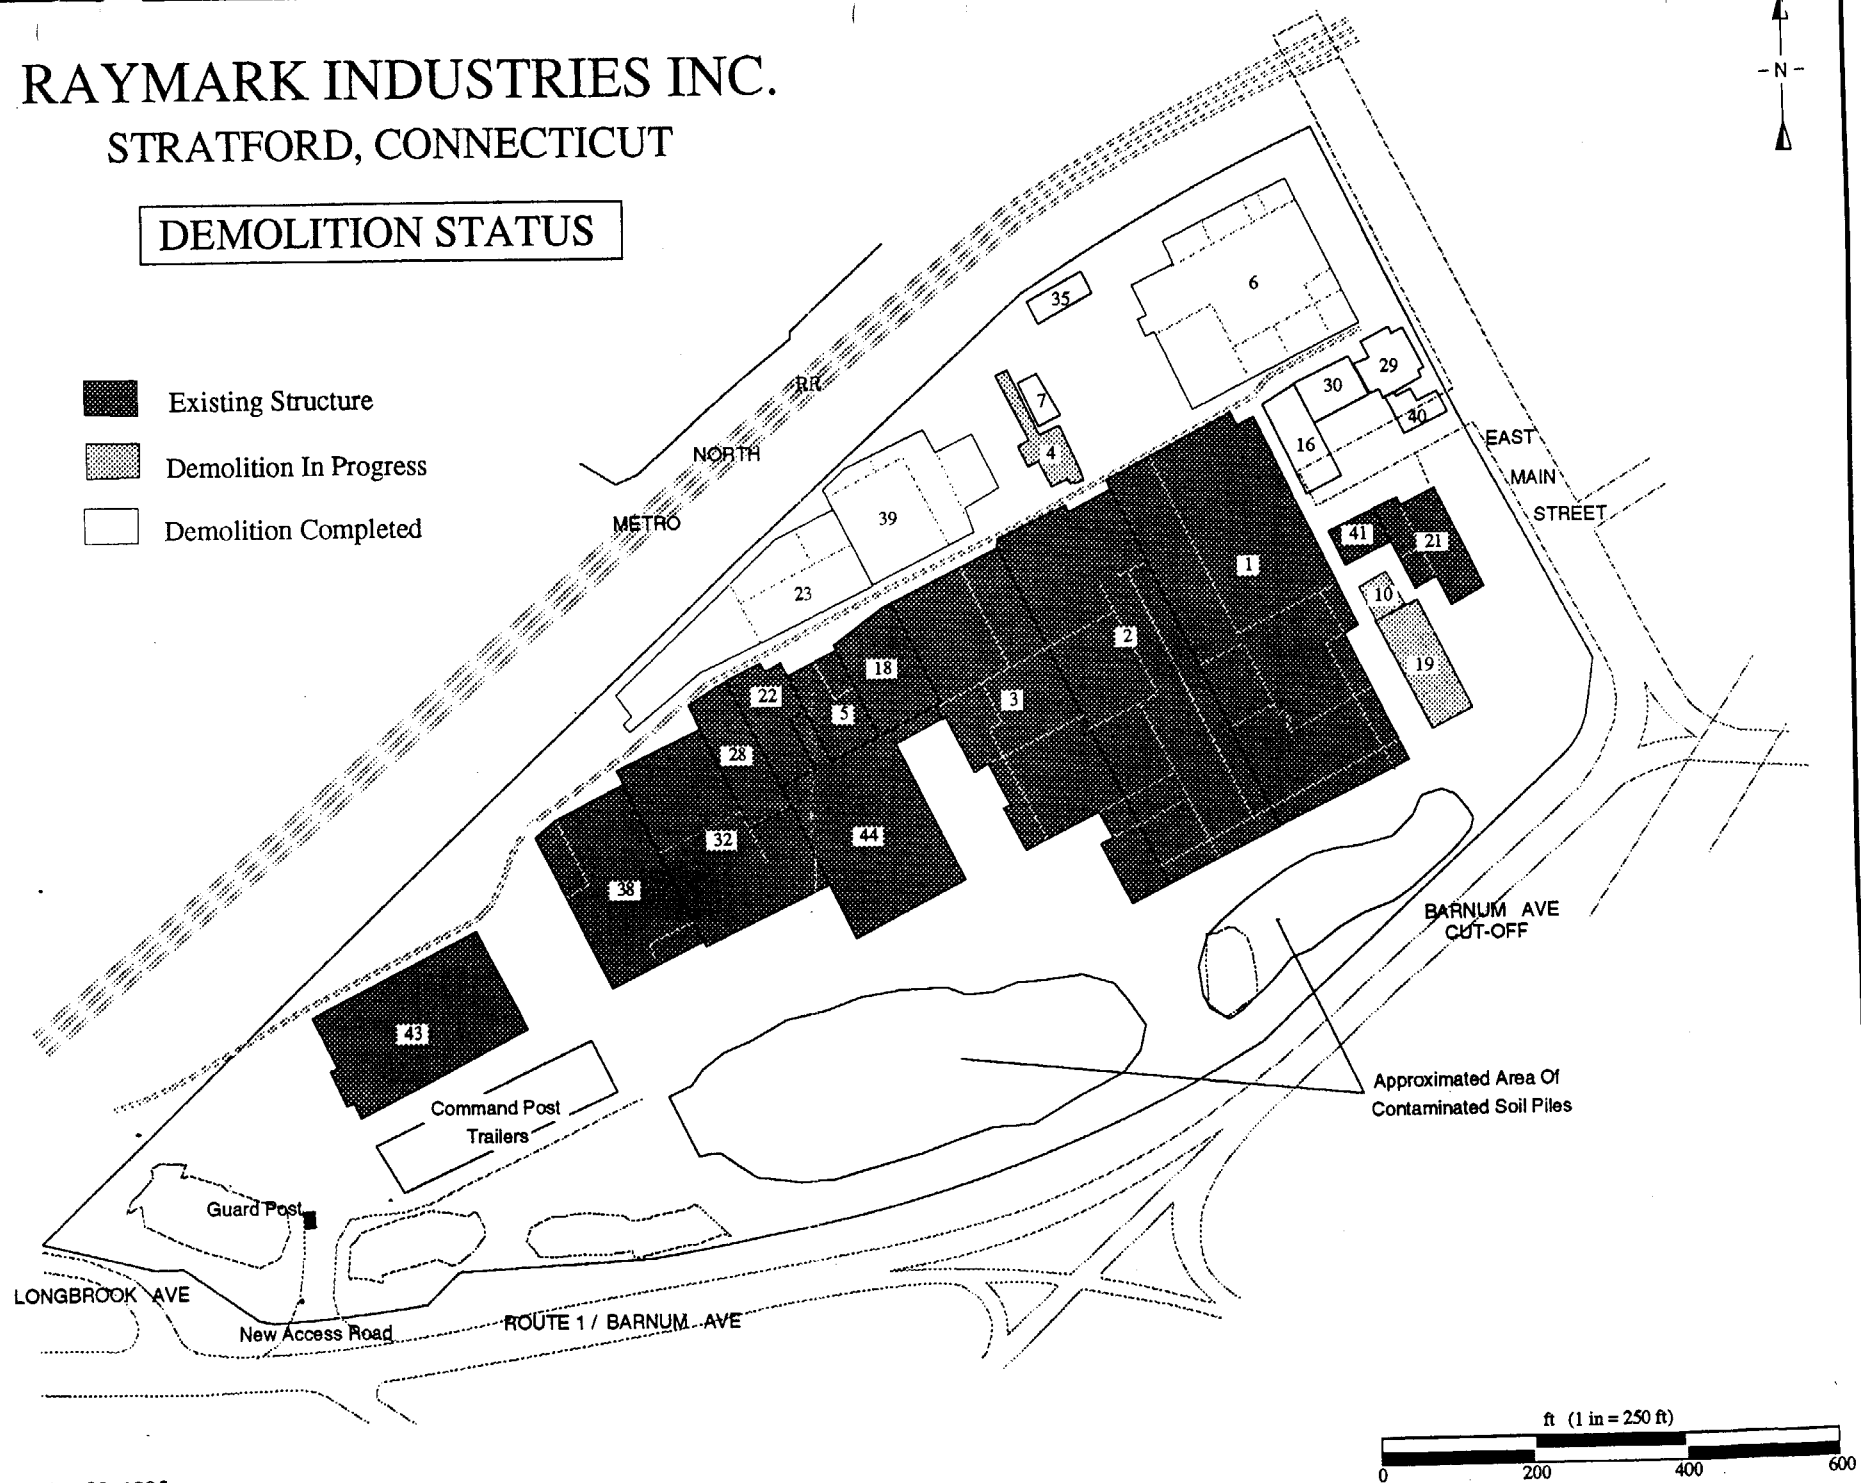 RAYMARK INDUSTRIES INC.
STRATFORD, CONNECTICUT
DEMOLITION STATUS
- N -
Existing Structure
Demolition In Progress
Demolition Completed
RR
NORTH
METRO
35
6
7
4
29
30
40
16
39
23
EAST
MAIN
STREET
41
21
1
10
2
19
18
22
5
3
28
32
44
38
43
BARNUM AVE
CUT-OFF
Approximated Area Of
Contaminated Soil Piles
Command Post
Trailers
Guard Post
LONGBROOK AVE
New Access Road
ROUTE 1 / BARNUM AVE
ft (1 in = 250 ft)
0 200 400 600